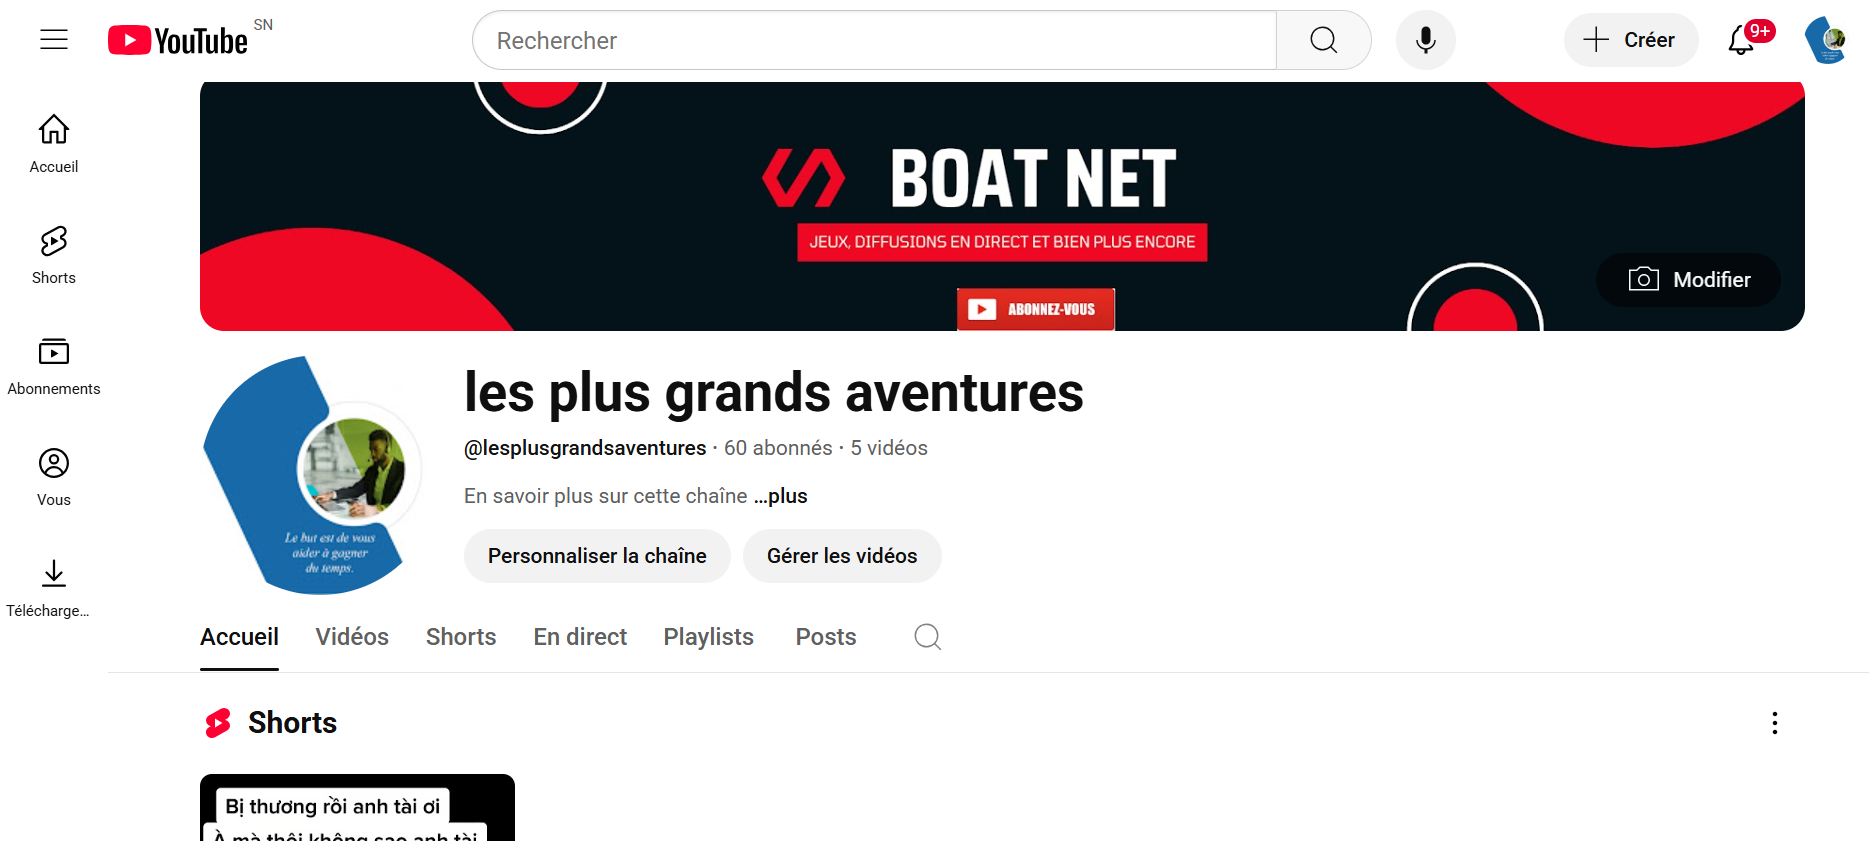 YouTube SN
Rechercher
Créer
9+
Accueil
Shorts
Abonnements
Vous
Télécharge...
BOAT NET
JEUX, DIFFUSIONS EN DIRECT ET BIEN PLUS ENCORE
ABONNEZ-VOUS
Modifier
Le but est de vous
aider à gagner
du temps.
les plus grands aventures
@lesplusgrandsaventures · 60 abonnés · 5 vidéos
En savoir plus sur cette chaîne ...plus
Personnaliser la chaîne Gérer les vidéos
Accueil Vidéos Shorts En direct Playlists Posts
Shorts
Bị thương rồi anh tài ơi
À mà thôi không sao anh tài